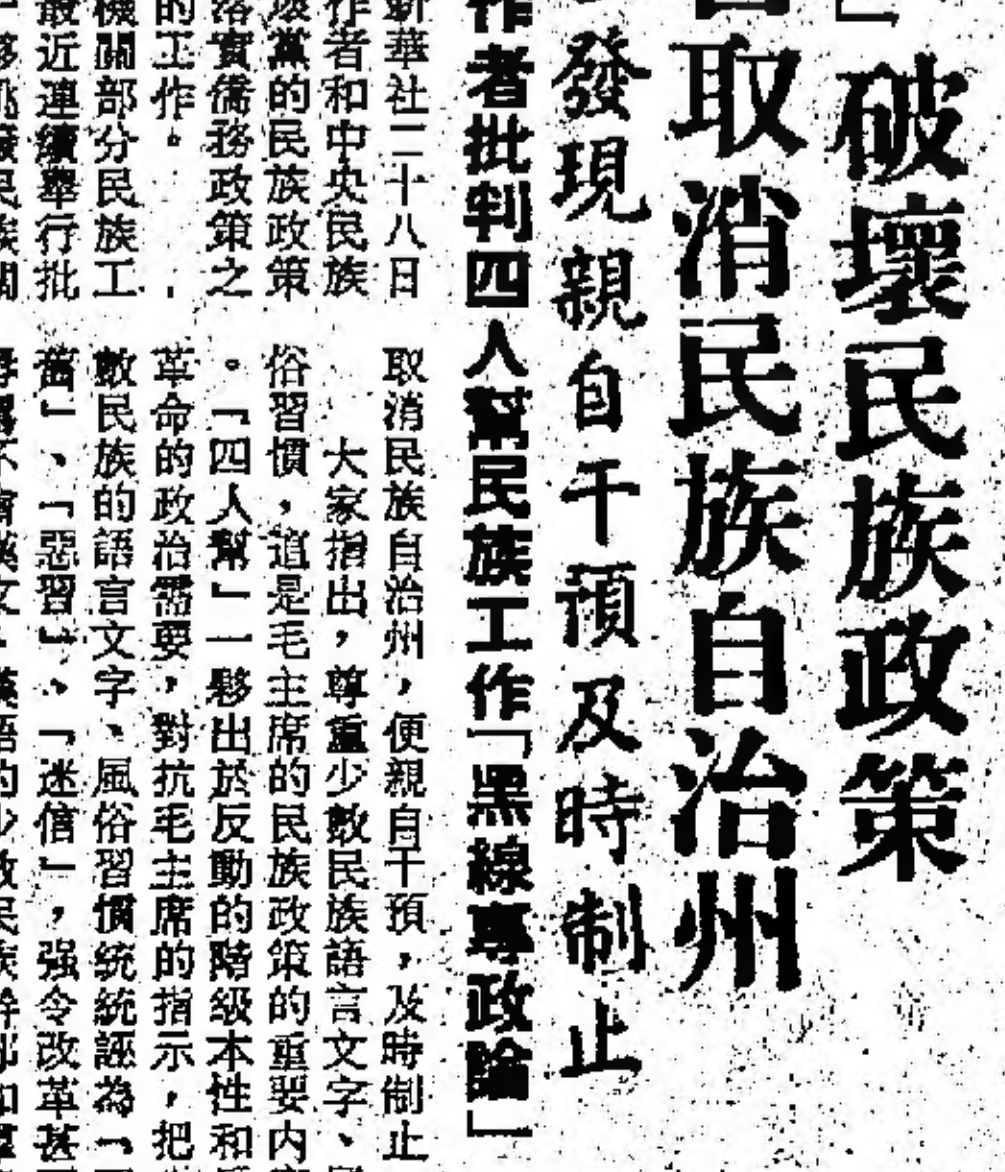 」破壞民族政策
取消民族自治州
發現親自干預及時制止
作者批判四人幫民族工作「黑線專政論」
新華社二十八日
作者和中央民族
壞黨的民族政策
落實僑務政策之
的工作。
機關部分民族工
最近連續舉行批
取消民族自治州，便親自干預，及時制止
大家指出，尊重少數民族語言文字、
俗習慣，這是毛主席的民族政策的重要内
。「四人幫」一夥出於反動的階級本性和
革命的政治需要，對抗毛主席的指示，把
數民族的語言文字、風俗習慣統統誣為「
舊」、「惡習」、「迷信」，强令改革甚